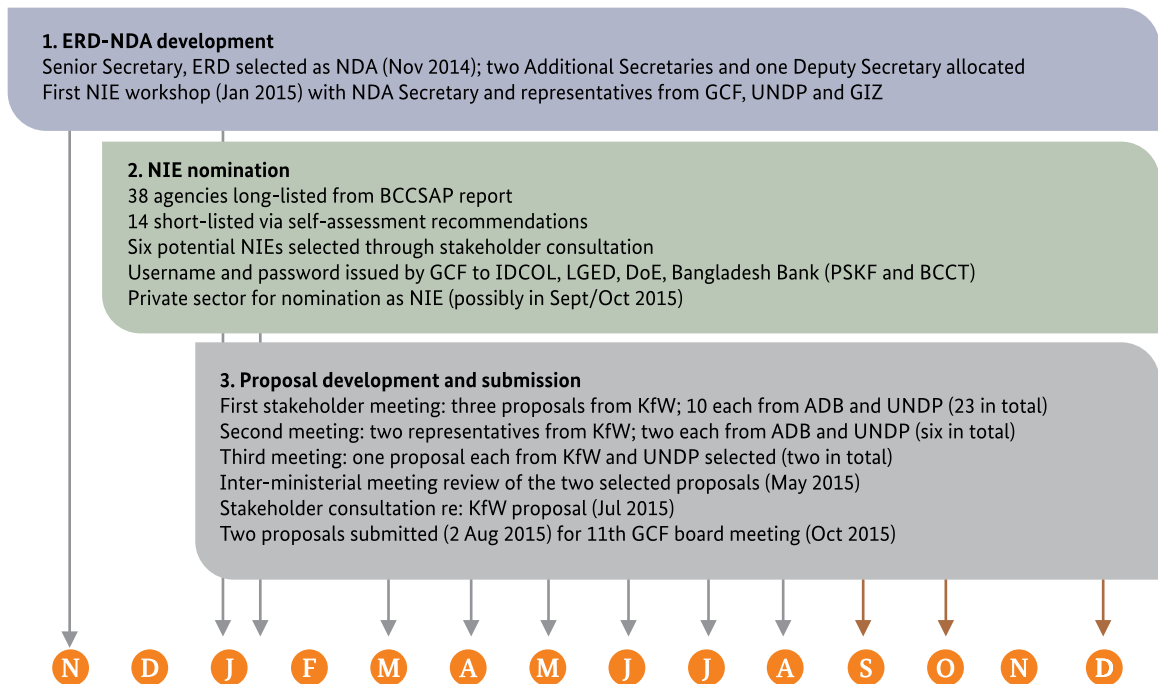 1. ERD-NDA development
Senior Secretary, ERD selected as NDA (Nov 2014); two Additional Secretaries and one Deputy Secretary allocated
First NIE workshop (Jan 2015) with NDA Secretary and representatives from GCF, UNDP and GIZ
2. NIE nomination
38 agencies long-listed from BCCSAP report
14 short-listed via self-assessment recommendations
Six potential NIEs selected through stakeholder consultation
Username and password issued by GCF to IDCOL, LGED, DoE, Bangladesh Bank (PSKF and BCCT)
Private sector for nomination as NIE (possibly in Sept/Oct 2015)
3. Proposal development and submission
First stakeholder meeting: three proposals from KfW; 10 each from ADB and UNDP (23 in total)
Second meeting: two representatives from KfW; two each from ADB and UNDP (six in total)
Third meeting: one proposal each from KfW and UNDP selected (two in total)
Inter-ministerial meeting review of the two selected proposals (May 2015)
Stakeholder consultation re: KfW proposal (Jul 2015)
Two proposals submitted (2 Aug 2015) for 11th GCF board meeting (Oct 2015)
N D J F M A M J J A S O N D